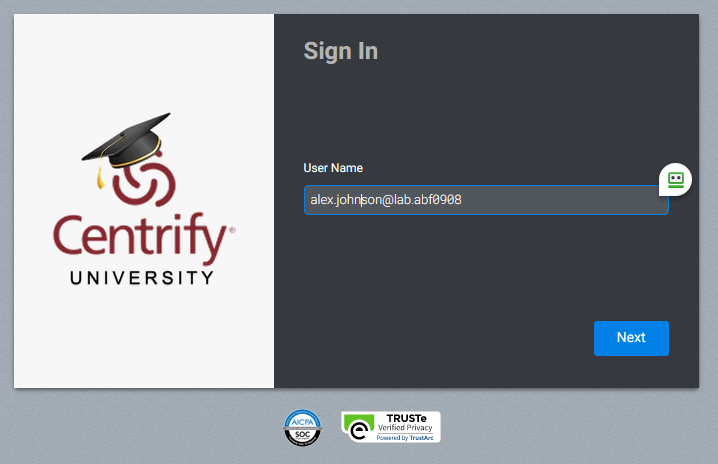 Sign In
User Name
alex.johnson@lab.abf0908
Centrify®
UNIVERSITY
Next
AICPA
SOC
TRUSTe
Verified Privacy
Powered by TrustArc